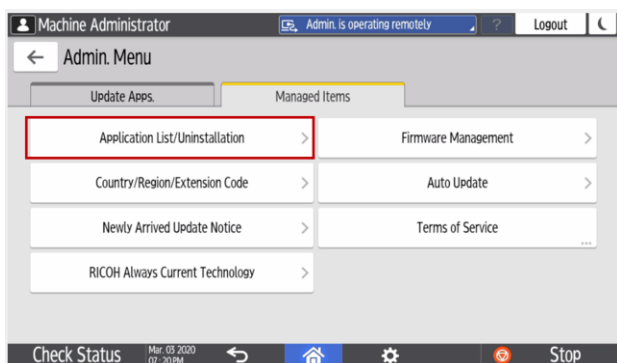 Machine Administrator
Admin. is operating remotely
?
Logout
Admin. Menu
Update Apps.
Managed Items
Application List/Uninstallation
Firmware Management
Country/Region/Extension Code
Auto Update
Newly Arrived Update Notice
Terms of Service
...
RICOH Always Current Technology
Check Status
Mar. 03 2020
07:20 PM
Stop